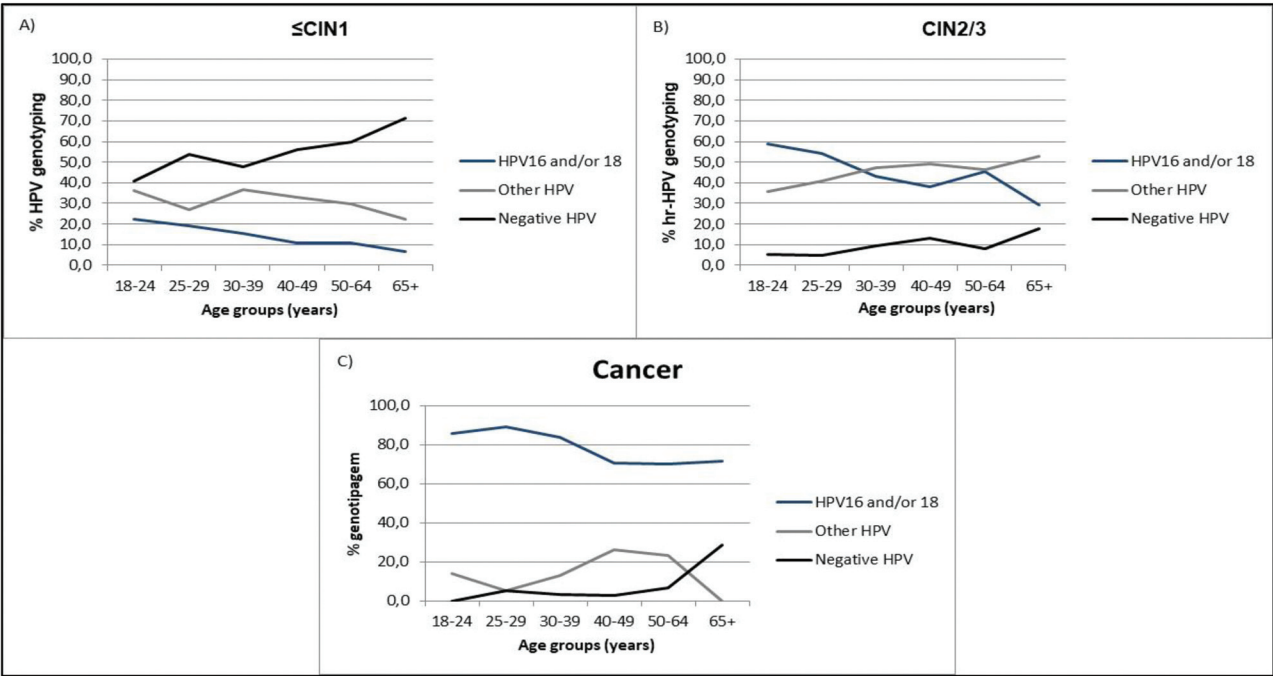 A)
≤CIN1
% HPV genotyping
100,0
90,0
80,0
70,0
60,0
50,0
40,0
30,0
20,0
10,0
0,0
18-24 25-29 30-39 40-49 50-64 65+
Age groups (years)
HPV16 and/or 18
Other HPV
Negative HPV
B)
CIN2/3
% hr-HPV genotyping
100,0
90,0
80,0
70,0
60,0
50,0
40,0
30,0
20,0
10,0
0,0
18-24 25-29 30-39 40-49 50-64 65+
Age groups (years)
HPV16 and/or 18
Other HPV
Negative HPV
C)
Cancer
% genotipagem
100,0
80,0
60,0
40,0
20,0
0,0
18-24 25-29 30-39 40-49 50-64 65+
Age groups (years)
HPV16 and/or 18
Other HPV
Negative HPV